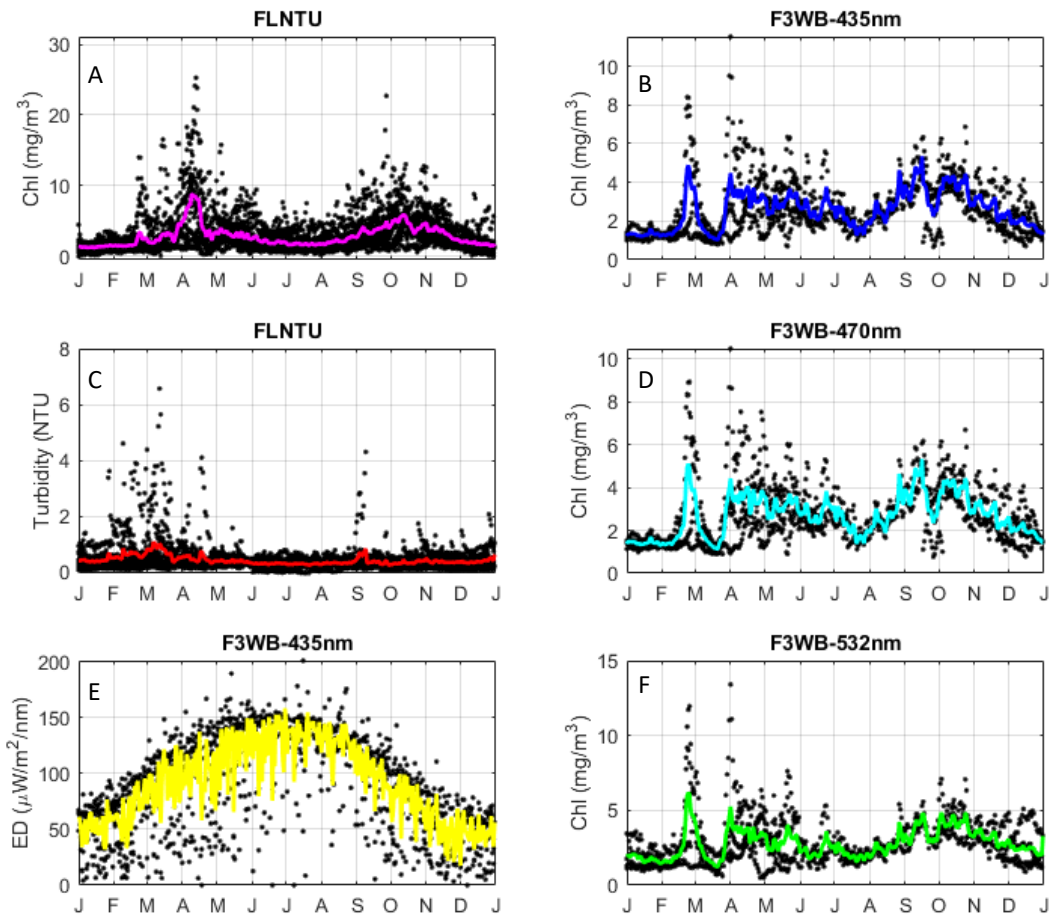 FLNTU
A
Chl (mg/m³)
30
20
10
0
J F M A M J J A S O N D
F3WB-435nm
B
Chl (mg/m³)
10
8
6
4
2
0
J F M A M J J A S O N D J
FLNTU
C
Turbidity (NTU
8
6
4
2
0
J F M A M J J A S O N D J
F3WB-470nm
D
Chl (mg/m³)
10
8
6
4
2
0
J F M A M J J A S O N D J
F3WB-435nm
E
ED (μW/m²/nm)
200
150
100
50
0
J F M A M J J A S O N D J
F3WB-532nm
F
Chl (mg/m³)
15
10
5
0
J F M A M J J A S O N D J